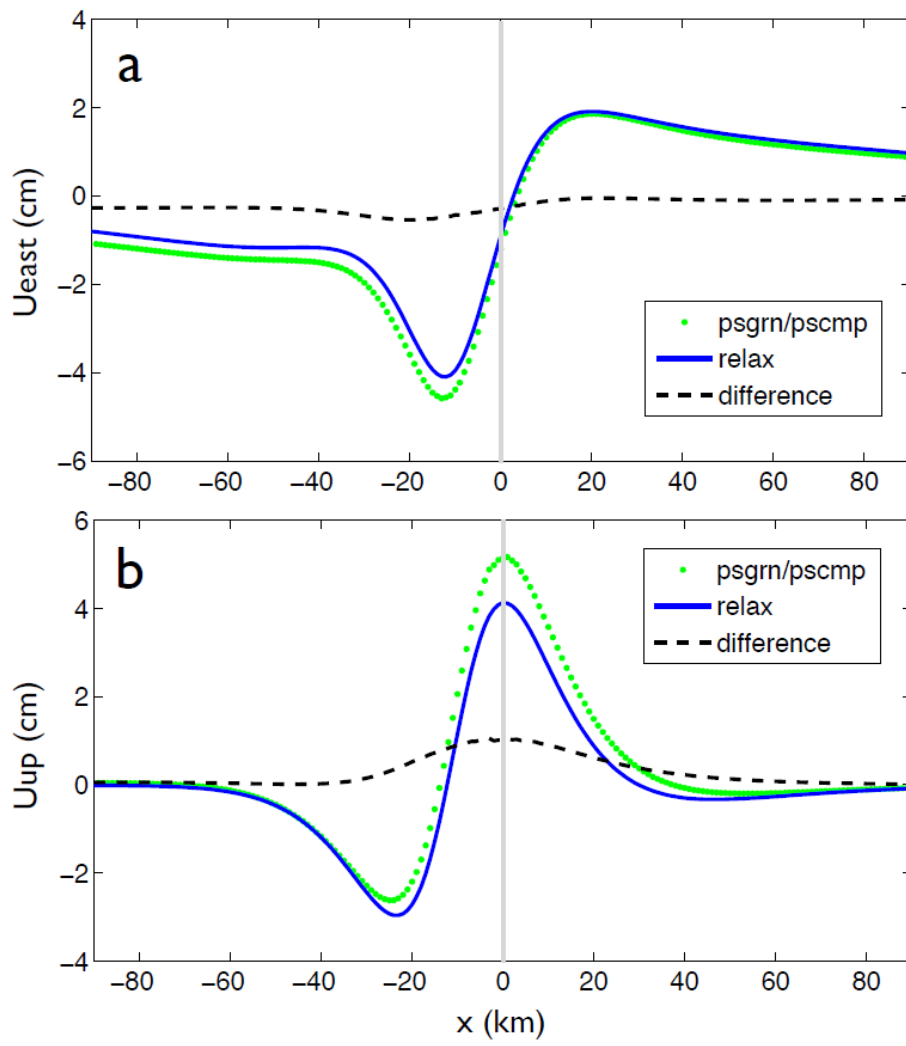 a
4
2
0
−2
−4
−6
Ueast (cm)
psgrn/pscmp
relax
difference
−80 −60 −40 −20 0 20 40 60 80
b
6
4
2
0
−2
−4
Uup (cm)
psgrn/pscmp
relax
difference
−80 −60 −40 −20 0 20 40 60 80
x (km)